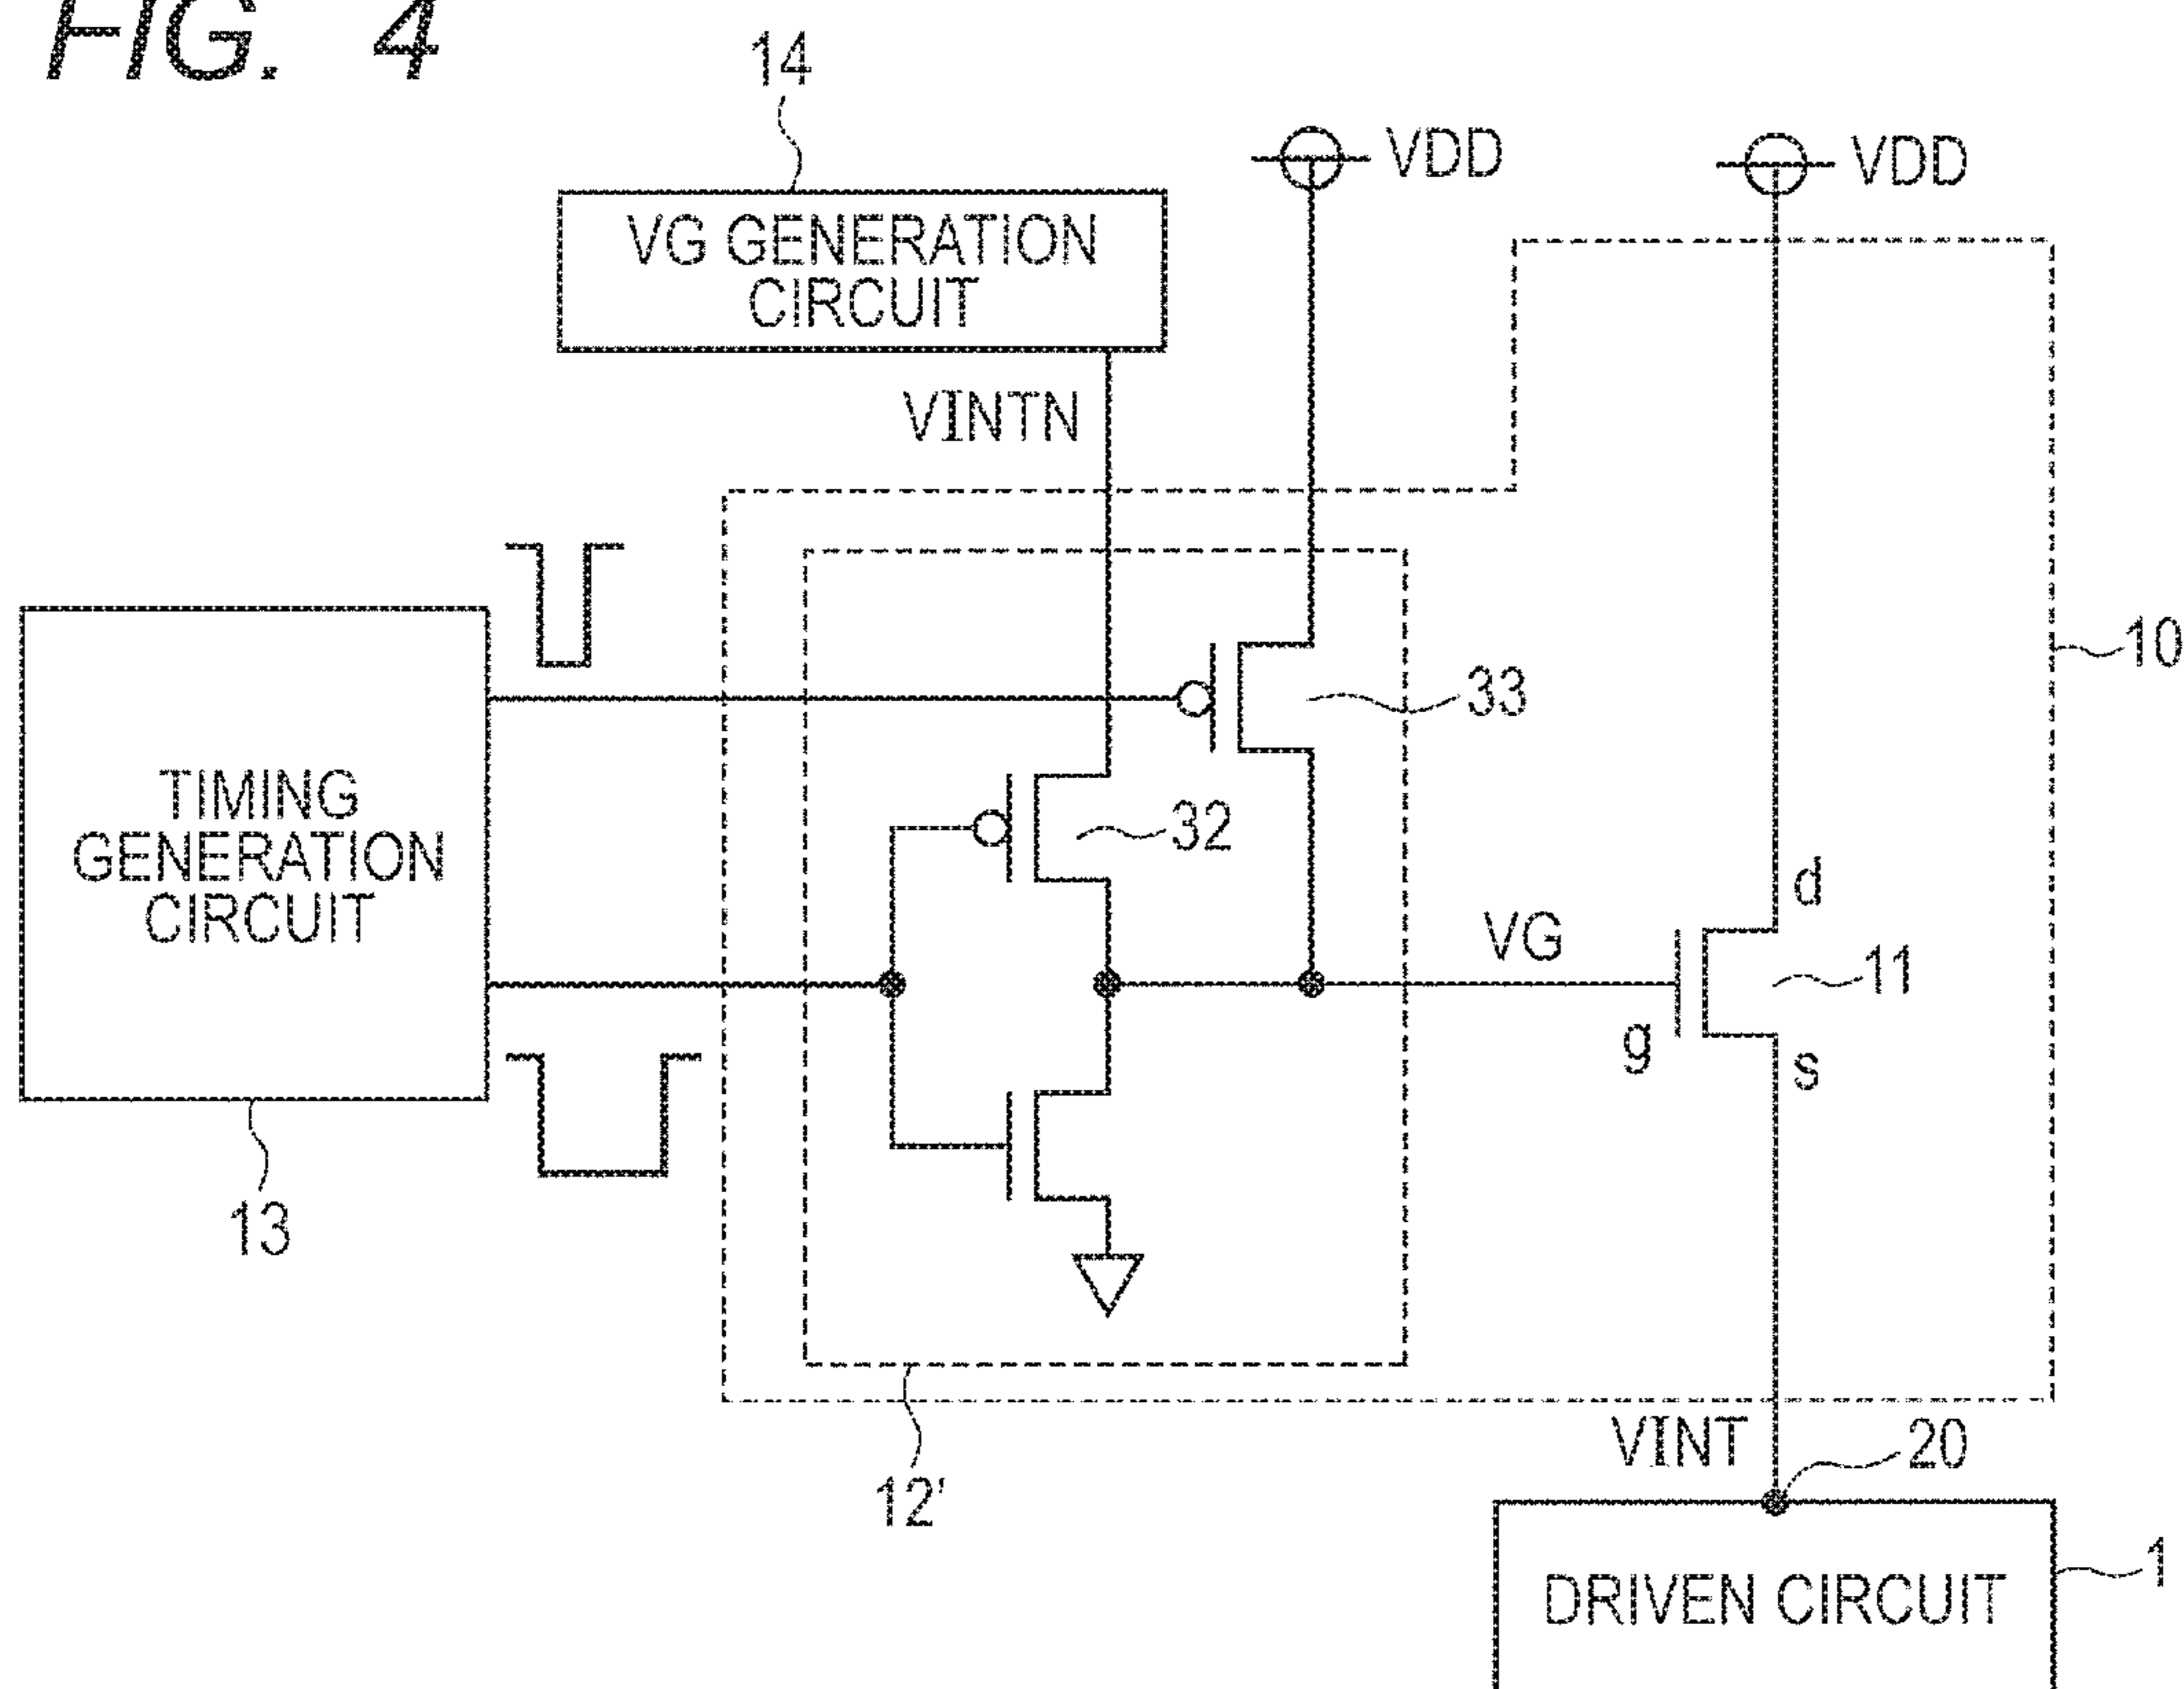 FIG. 4
14
VDD
VDD
VG GENERATION
CIRCUIT
VINTN
10
33
TIMING
GENERATION
CIRCUIT
32
d
VG
11
g
s
13
VINT
20
12'
1
DRIVEN CIRCUIT